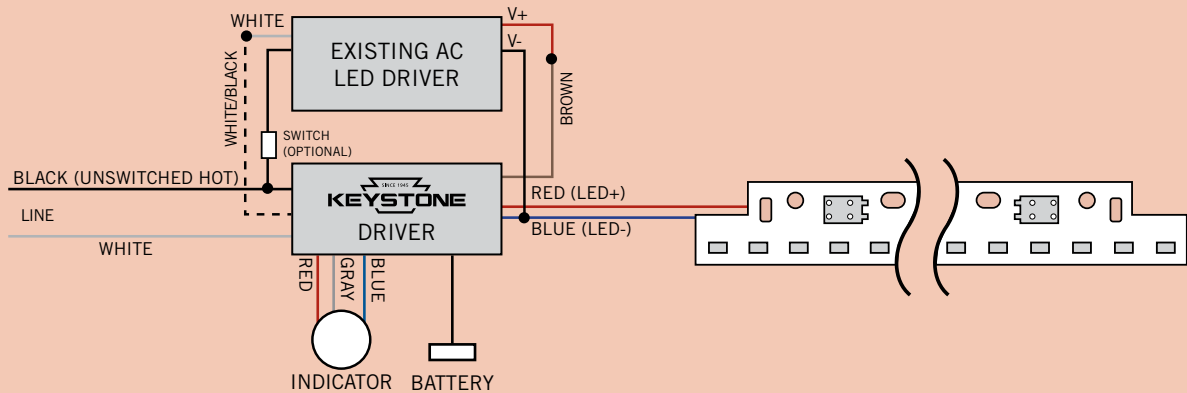 WHITE
V+
EXISTING AC
LED DRIVER
V-
WHITE/BLACK
BROWN
SWITCH
(OPTIONAL)
BLACK (UNSWITCHED HOT)
SINCE 1945
KEYSTONE
DRIVER
RED (LED+)
BLUE (LED-)
LINE
WHITE
RED
GRAY
BLUE
INDICATOR
BATTERY